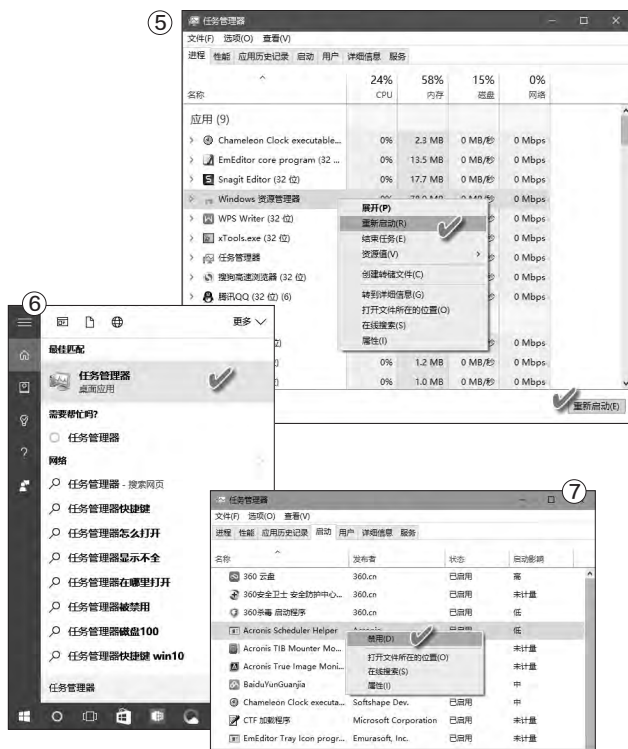 ⑤
任务管理器
文件(F) 选项(O) 查看(V)
进程 性能 应用历史记录 启动 用户 详细信息 服务
24% 58% 15% 0%
名称 CPU 内存 磁盘 网络
应用 (9)
Chameleon Clock executable... 0% 2.3 MB 0 MB/秒 0 Mbps
EmEditor core program (32 ... 0% 13.5 MB 0 MB/秒 0 Mbps
Snagit Editor (32 位) 0% 17.7 MB 0 MB/秒 0 Mbps
Windows 资源管理器 0% 78.9 MB 0 MB/秒 0 Mbps
WPS Writer (32 位) 0 Mbps
xTools.exe (32 位) 0 Mbps
任务管理器 0 Mbps
搜狗高速浏览器 (32 位) 0 Mbps
腾讯QQ (32 位) (6) 0 Mbps
展开(P)
重新启动(R)
结束任务(E)
资源值(V)
创建转储文件(C)
转到详细信息(G)
打开文件所在的位置(O)
在线搜索(S)
属性(I)
0 Mbps
0% 1.2 MB 0 MB/秒 0 Mbps
0% 1.0 MB 0 MB/秒 0 Mbps
重新启动(E)
⑥
更多
最佳匹配
任务管理器
桌面应用
需要帮忙吗?
任务管理器
网络
任务管理器 - 搜索网页
任务管理器快捷键
任务管理器怎么打开
任务管理器显示不全
任务管理器在哪里打开
任务管理器被禁用
任务管理器磁盘100
任务管理器快捷键 win10
任务管理器
⑦
任务管理器
文件(F) 选项(O) 查看(V)
进程 性能 应用历史记录 启动 用户 详细信息 服务
名称 发布者 状态 启动影响
360 云盘 360.cn 已启用 高
360安全卫士 安全防护中心... 360.cn 已启用 未计量
360杀毒 启动程序 360.cn 已启用 低
Acronis Scheduler Helper Acronis 已启用 低
Acronis TIB Mounter Mo... 未计量
Acronis True Image Moni... 未计量
BaiduYunGuanjia 中
禁用(D)
打开文件所在的位置(O)
在线搜索(S)
属性(I)
Chameleon Clock executa... Softshape Dev. 已启用 中
CTF 加载程序 Microsoft Corporation 已启用 未计量
EmEditor Tray Icon progr... Emurasoft, Inc. 已启用 未计量